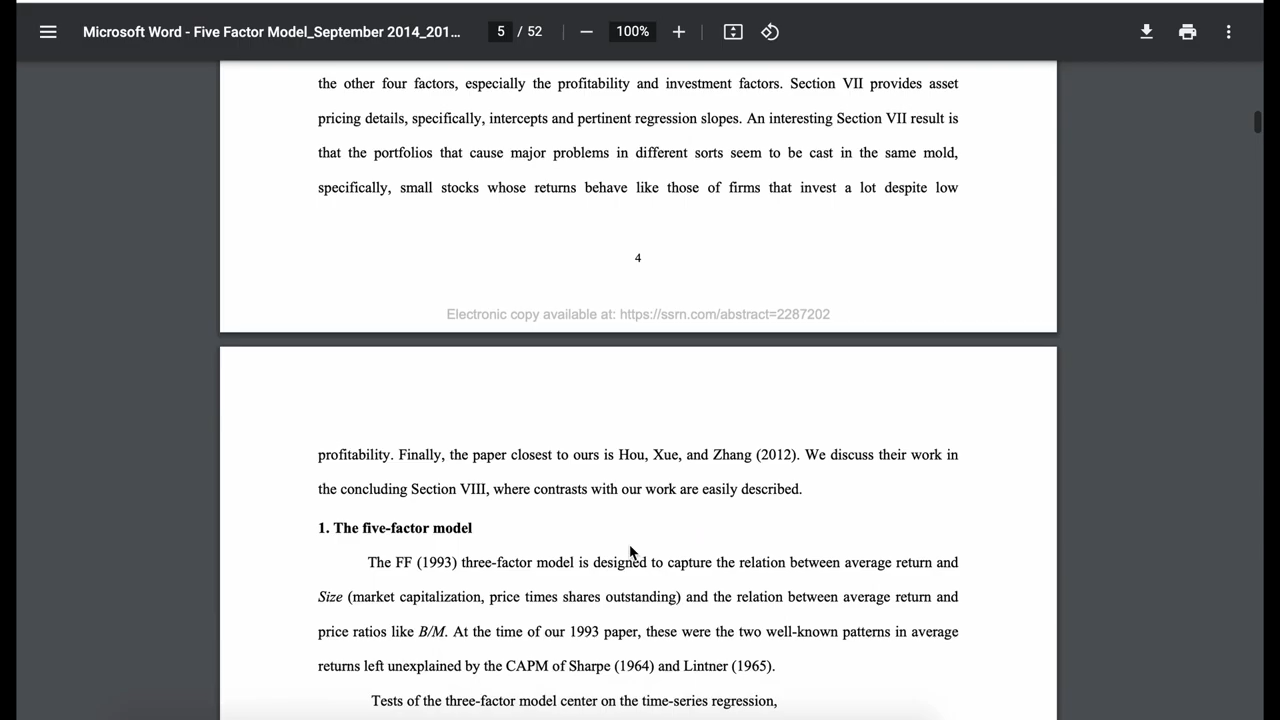 Microsoft Word - Five Factor Model_September 2014_201...
5 / 52
100%
the other four factors, especially the profitability and investment factors. Section VII provides asset
pricing details, specifically, intercepts and pertinent regression slopes. An interesting Section VII result is
that the portfolios that cause major problems in different sorts seem to be cast in the same mold,
specifically, small stocks whose returns behave like those of firms that invest a lot despite low
4
Electronic copy available at: https://ssrn.com/abstract=2287202
profitability. Finally, the paper closest to ours is Hou, Xue, and Zhang (2012). We discuss their work in
the concluding Section VIII, where contrasts with our work are easily described.
1. The five-factor model
The FF (1993) three-factor model is designed to capture the relation between average return and
Size (market capitalization, price times shares outstanding) and the relation between average return and
price ratios like B/M. At the time of our 1993 paper, these were the two well-known patterns in average
returns left unexplained by the CAPM of Sharpe (1964) and Lintner (1965).
Tests of the three-factor model center on the time-series regression,